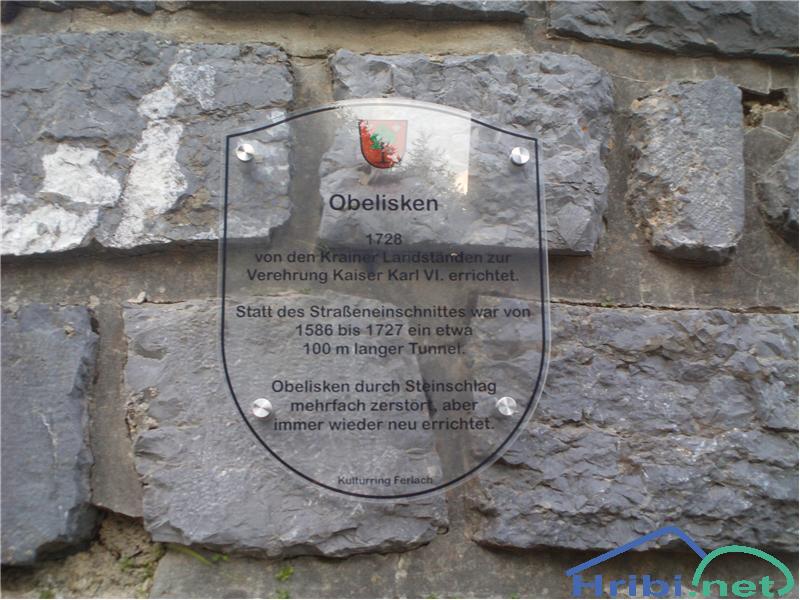 Obelisken
1728
von den Krainer Landständen zur
Verehrung Kaiser Karl VI. errichtet.
Statt des Straßeneinschnittes war von
1586 bis 1727 ein etwa
100 m langer Tunnel.
Obelisken durch Steinschlag
mehrfach zerstört, aber
immer wieder neu errichtet.
Kulturring Ferlach
Hribi.net